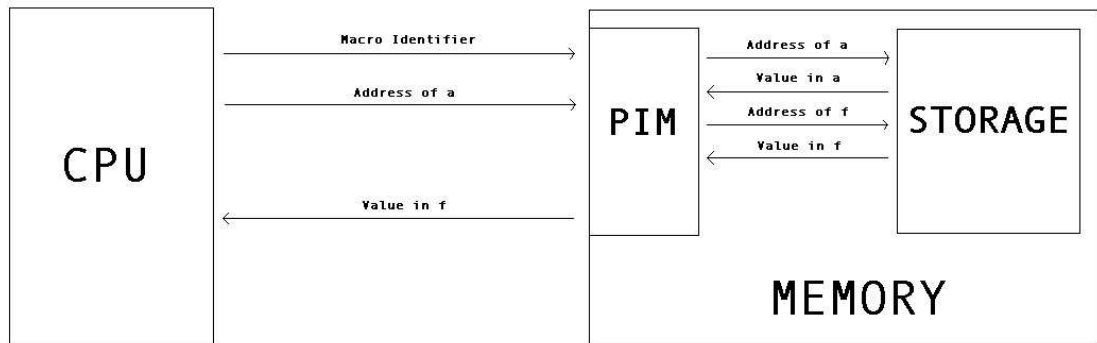 CPU
Macro Identifier
Address of a
Value in f
PIM
Address of a
Value in a
Address of f
Value in f
STORAGE
MEMORY